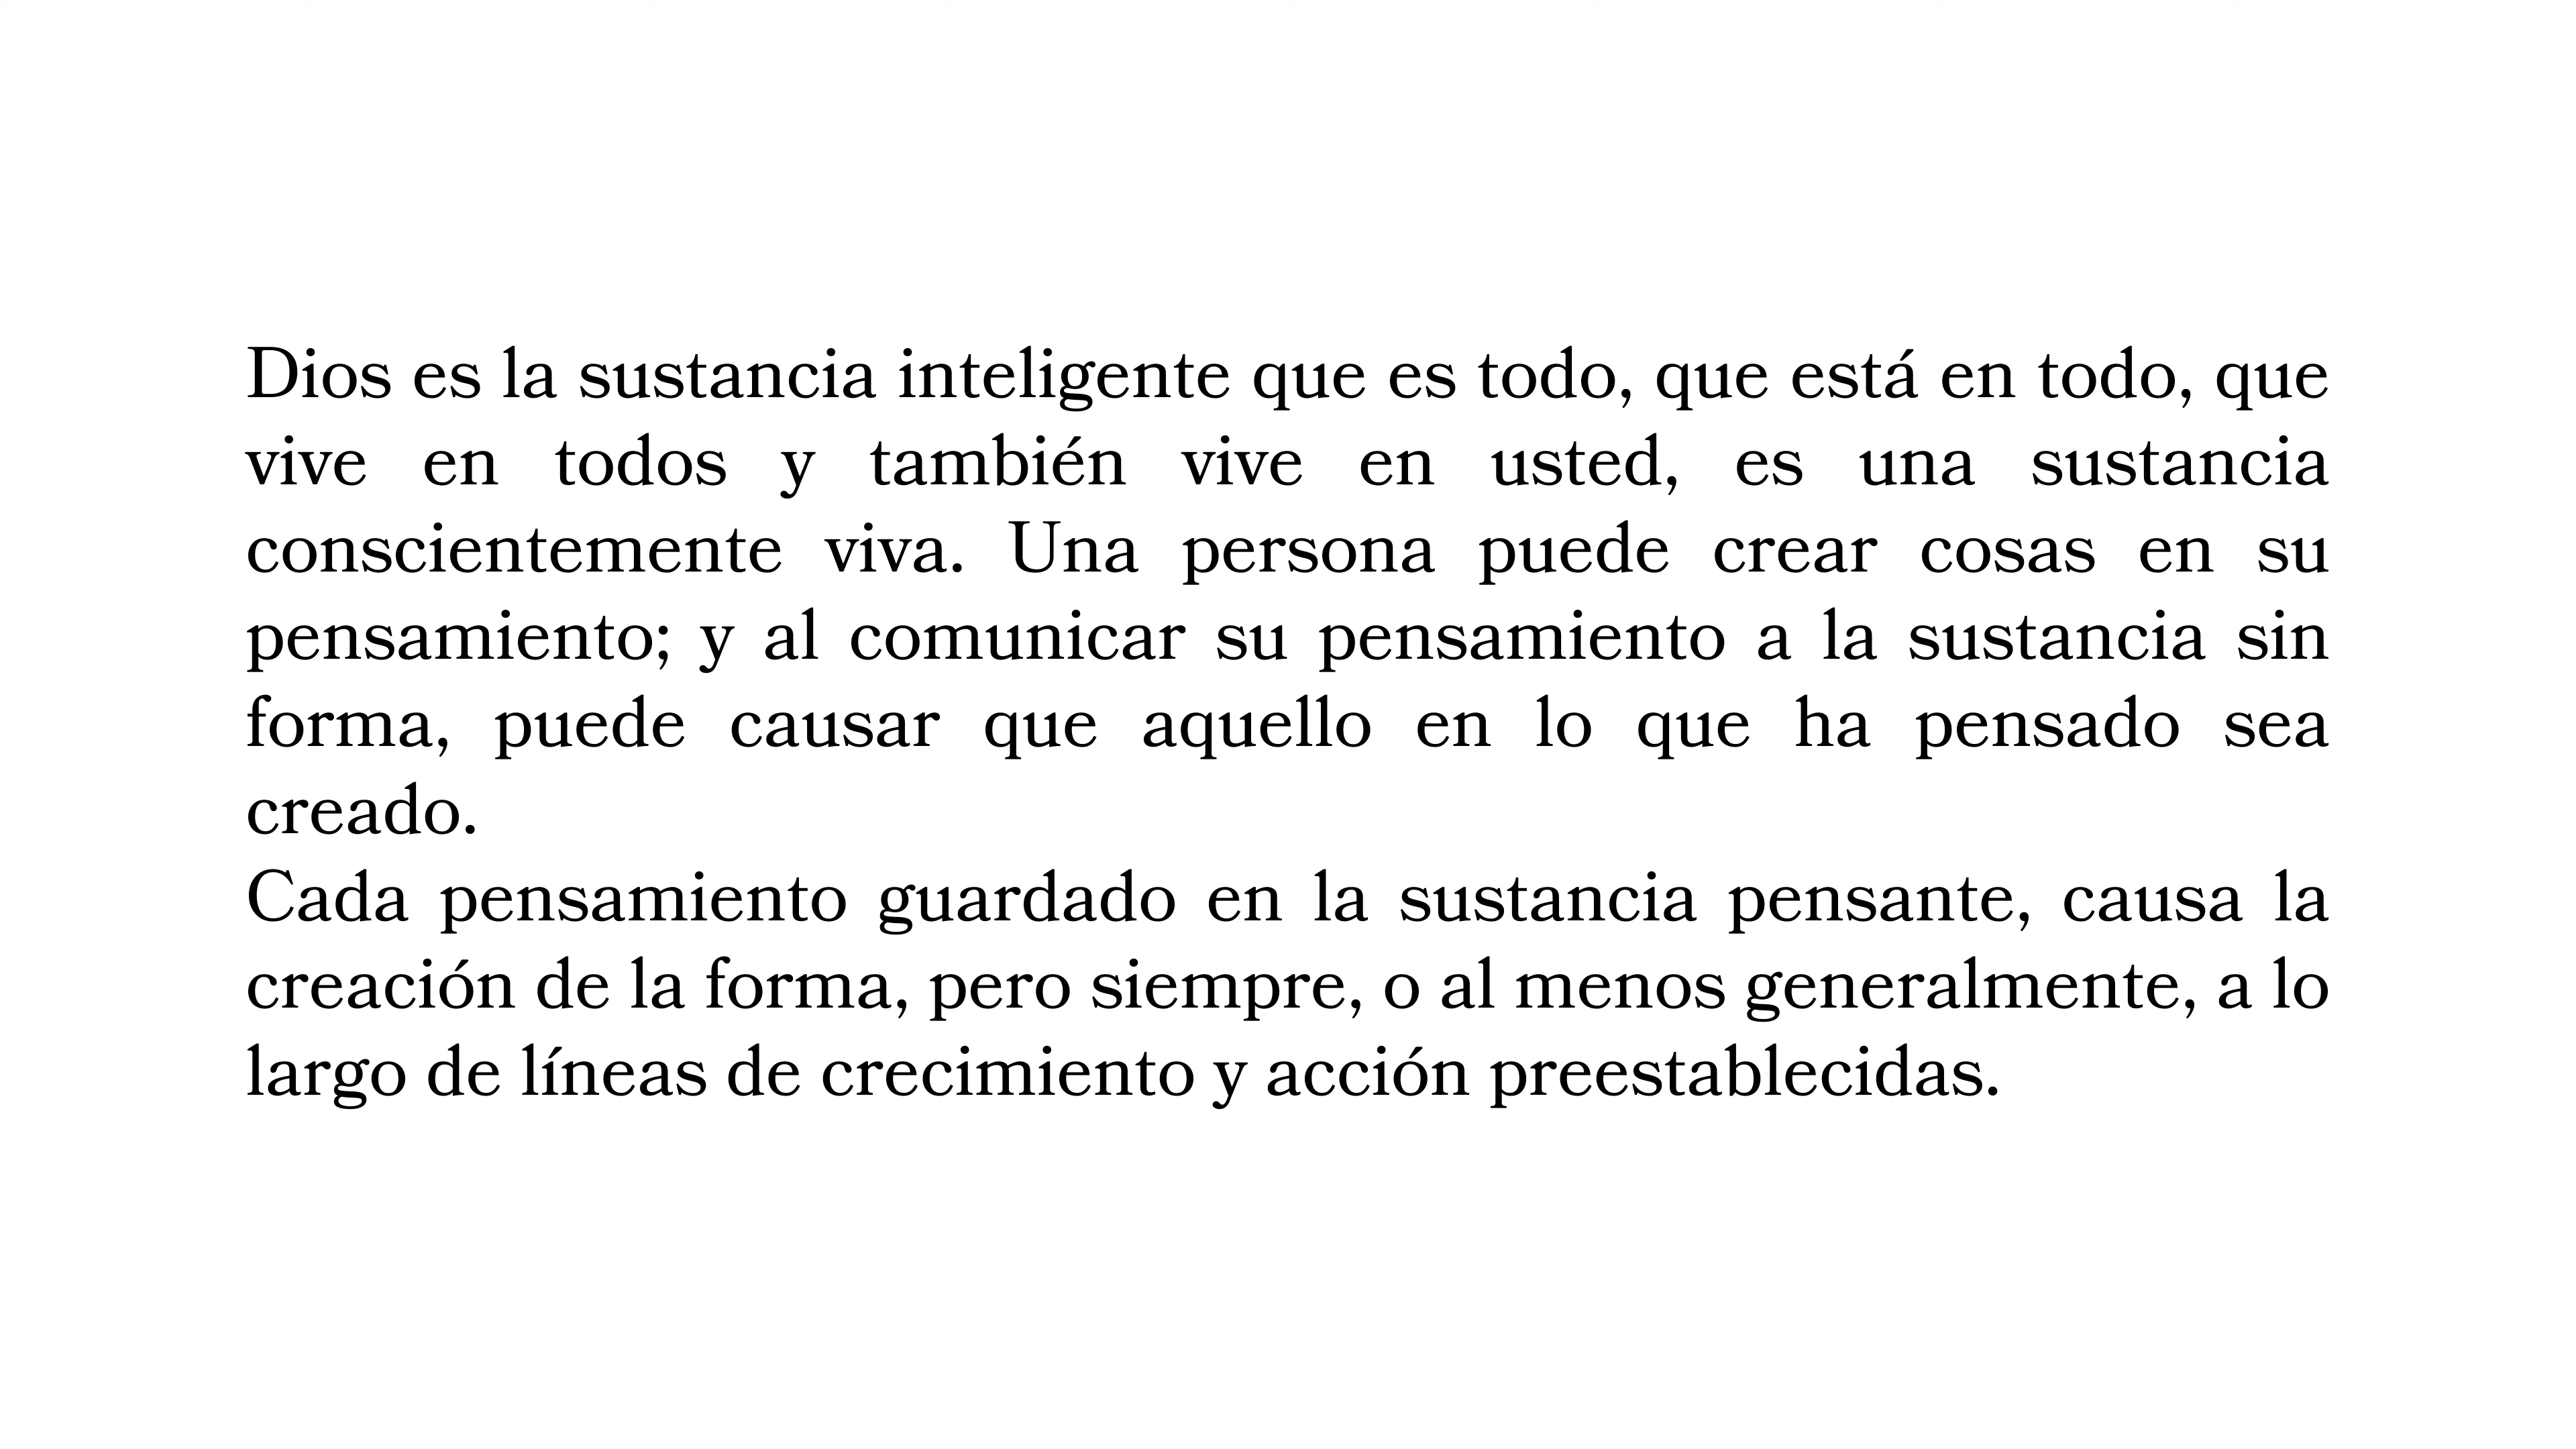 Dios es la sustancia inteligente que es todo, que está en todo, que
vive en todos y también vive en usted, es una sustancia
conscientemente viva. Una persona puede crear cosas en su
pensamiento; y al comunicar su pensamiento a la sustancia sin
forma, puede causar que aquello en lo que ha pensado sea
creado.
Cada pensamiento guardado en la sustancia pensante, causa la
creación de la forma, pero siempre, o al menos generalmente, a lo
largo de líneas de crecimiento y acción preestablecidas.